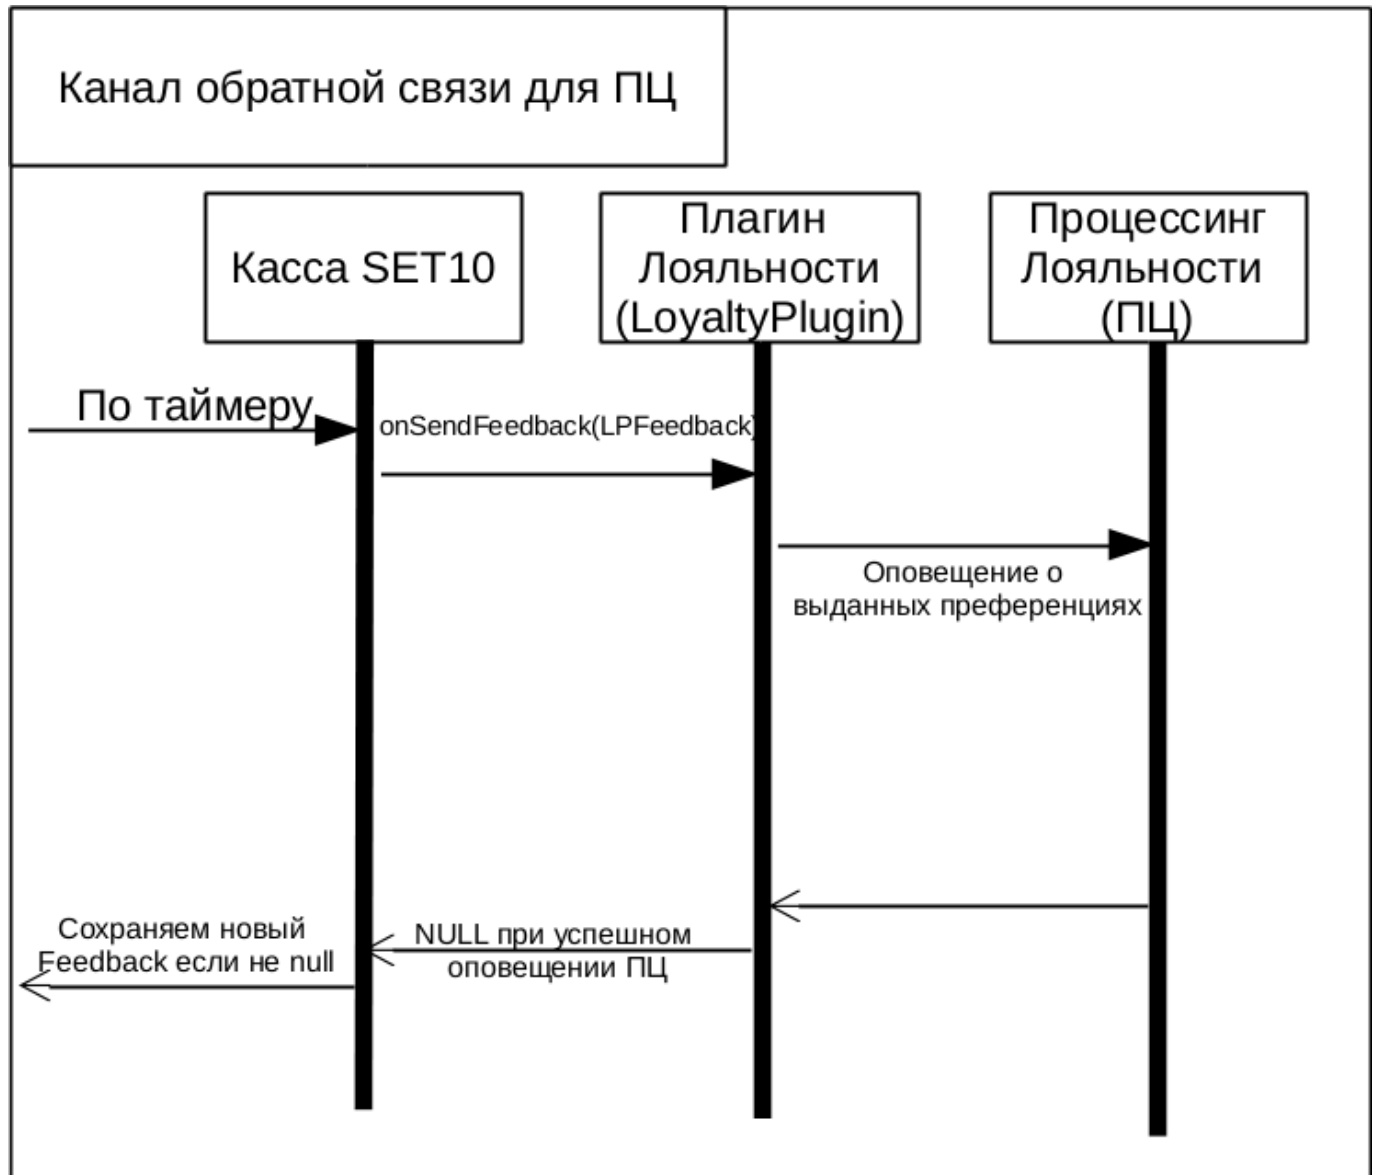 Канал обратной связи для ПЦ
Касса SET10
Плагин
Лояльности
(LoyaltyPlugin)
Процессинг
Лояльности
(ПЦ)
По таймеру
onSendFeedback(LPFeedback)
Оповещение о
выданных преференциях
NULL при успешном
оповещении ПЦ
Сохраняем новый
Feedback если не null